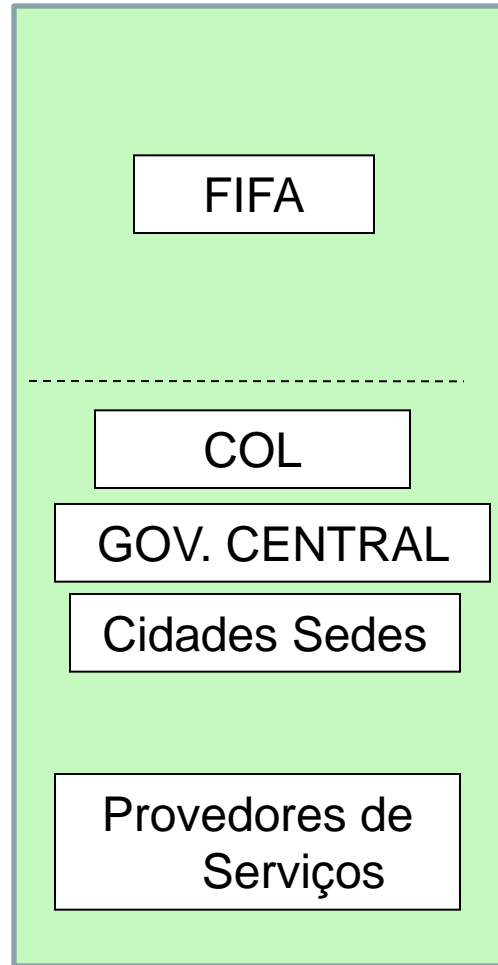 FIFA
COL
GOV. CENTRAL
Cidades Sedes
Provedores de
Serviços